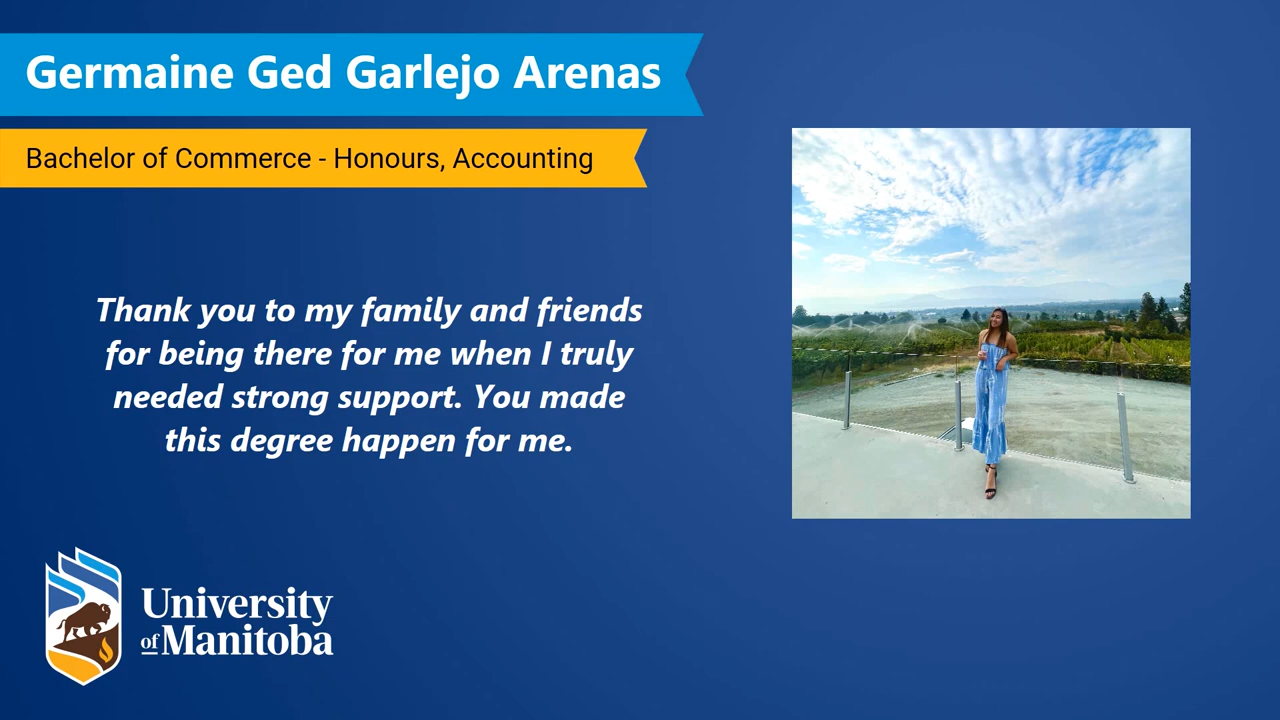 Germaine Ged Garlejo Arenas
Bachelor of Commerce - Honours, Accounting
Thank you to my family and friends
for being there for me when I truly
needed strong support. You made
this degree happen for me.
University
of Manitoba